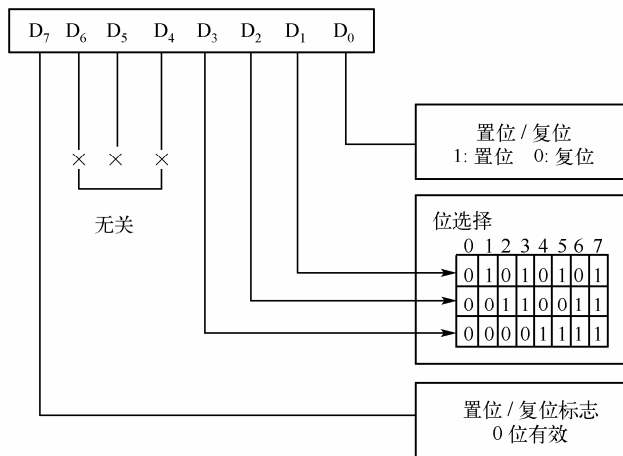 D₇ D₆ D₅ D₄ D₃ D₂ D₁ D₀
× × ×
无关
置位 / 复位
1: 置位 0: 复位
位选择
0 1 2 3 4 5 6 7
0 1 0 1 0 1 0 1
0 0 1 1 0 0 1 1
0 0 0 0 1 1 1 1
置位 / 复位标志
0 位有效